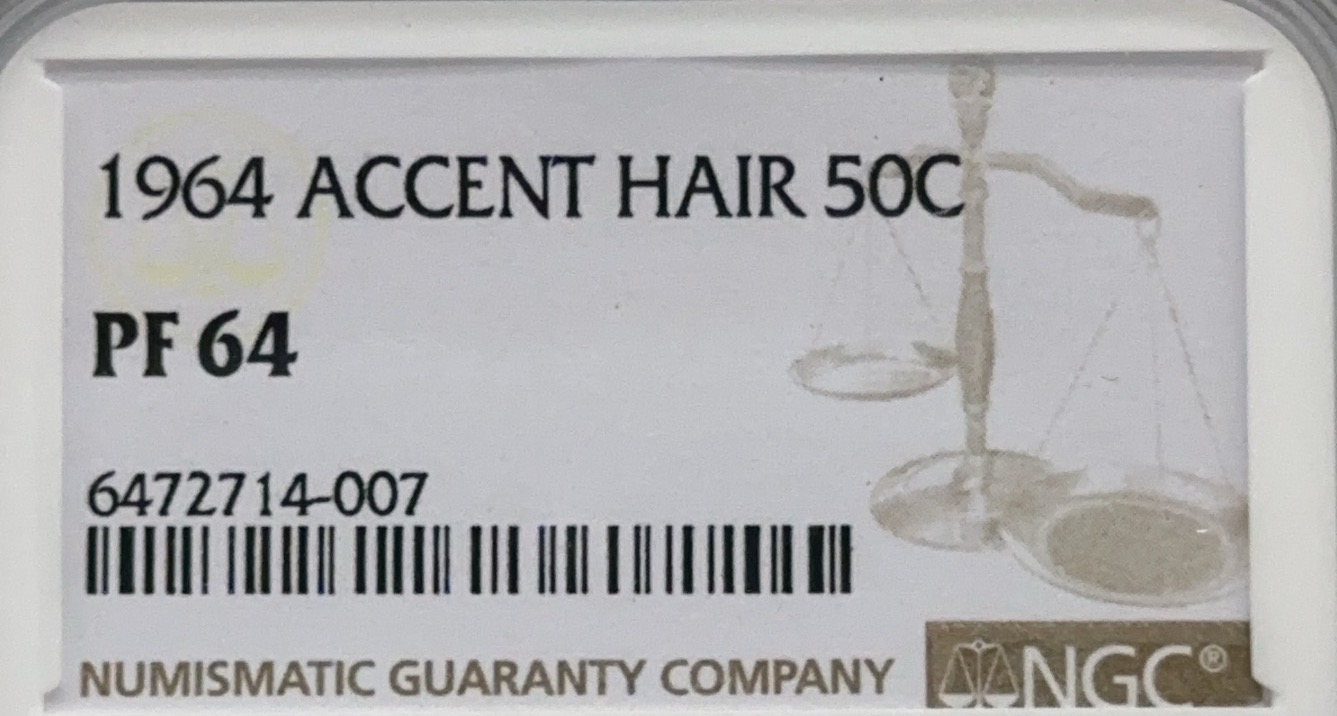 1964 ACCENT HAIR 50C
PF 64
6472714-007
NUMISMATIC GUARANTY COMPANY
NGC®